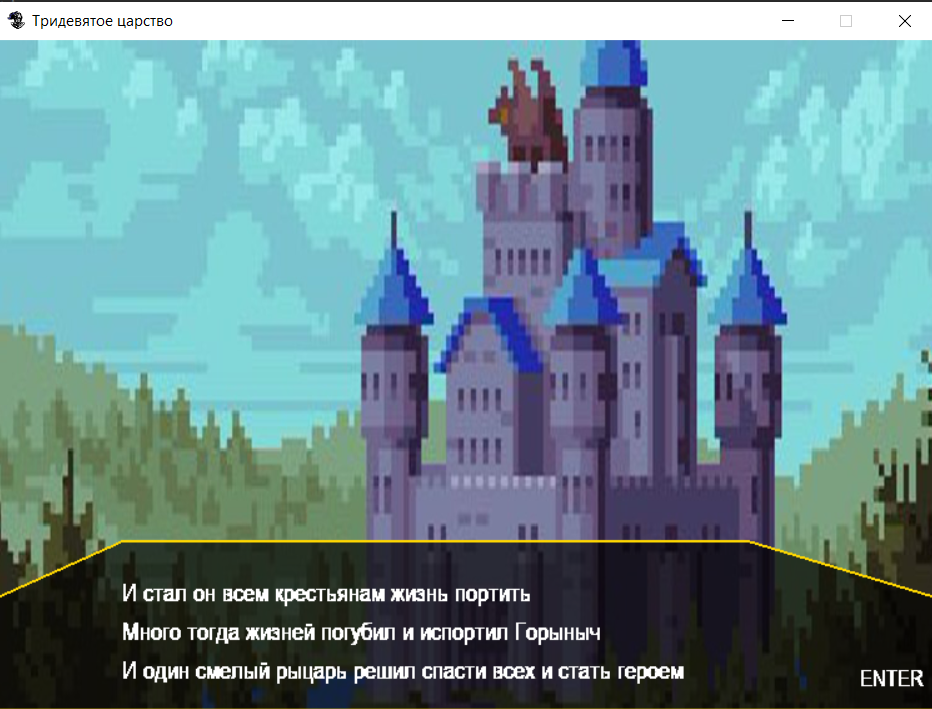 Тридевятое царство
И стал он всем крестьянам жизнь портить
Много тогда жизней погубил и испортил Горыныч
И один смелый рыцарь решил спасти всех и стать героем
ENTER